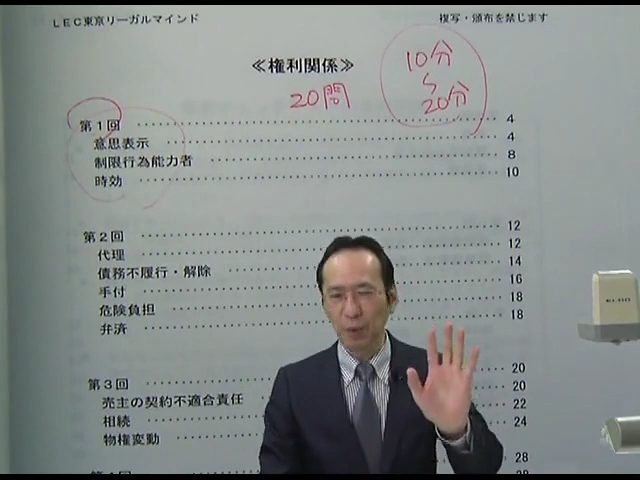 LEC東京リーガルマインド
複写・頒布を禁じます
≪権利関係≫
20問
10分
～
20分
第1回 4
意思表示 4
制限行為能力者 8
時効 10
第2回 12
代理 12
債務不履行・解除 14
手付 16
危険負担 18
弁済 18
第3回 20
売主の契約不適合責任 20
相続 22
物権変動 24
28
28